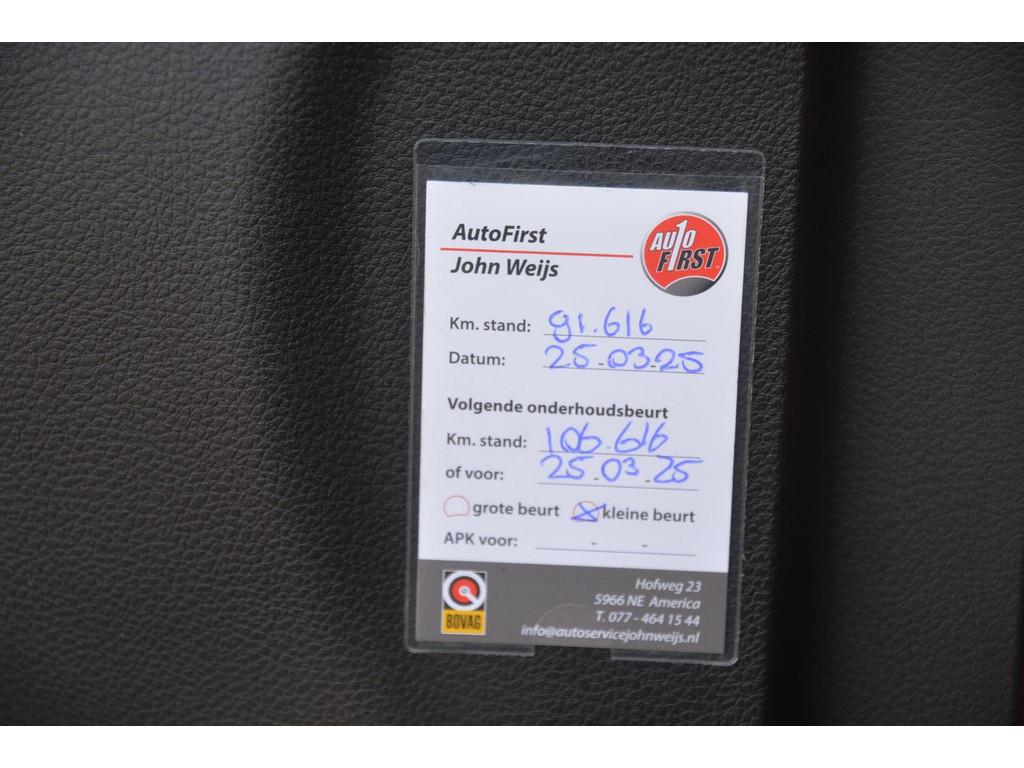 AutoFirst
John Weijs
AUTO
FIRST
Km. stand: 91.616
Datum: 25-03-25
Volgende onderhoudsbeurt
Km. stand: 106.616
of voor: 25-03-25
grote beurt kleine beurt
APK voor: - -
BOVAG
Hofweg 23
5966 NE America
T. 077 - 464 15 44
info@autoservicejohnweijs.nl